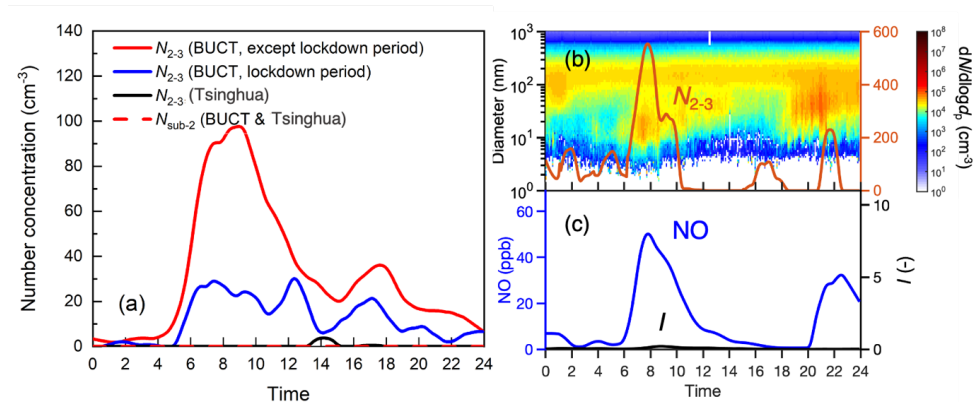 140
120
100
80
60
40
20
0
Number concentration (cm-3)
N2-3 (BUCT, except lockdown period)
N2-3 (BUCT, lockdown period)
N2-3 (Tsinghua)
Nsub-2 (BUCT & Tsinghua)
(a)
0 2 4 6 8 10 12 14 16 18 20 22 24
Time
10³
10²
10¹
10⁰
Diameter (nm)
(b)
N2-3
600
400
200
0
10⁸
10⁷
10⁶
10⁵
10⁴
10³
10²
10¹
10⁰
dN/dlogdp (cm-3)
60
40
20
0
NO (ppb)
(c)
NO
I
10
5
0
I (-)
0 2 4 6 8 10 12 14 16 18 20 22 24
Time